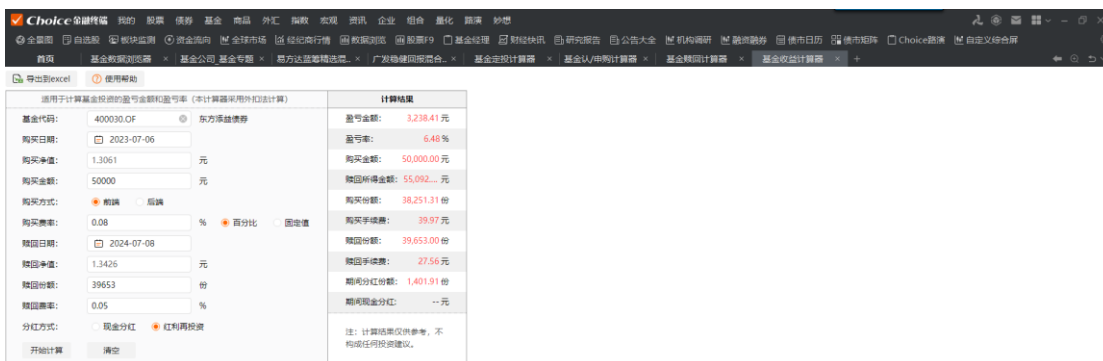 Choice金融终端 我的 股票 债券 基金 商品 外汇 指数 宏观 资讯 企业 组合 量化 路演 妙想
全景图 自选股 板块监测 资金流向 全球市场 经纪商行情 数据浏览 股票F9 基金经理 财经快讯 研究报告 公告大全 机构调研 融资融券 债市日历 债市矩阵 Choice路演 自定义综合屏
首页 基金数据浏览器 × 基金公司_基金专题 × 易方达蓝筹精选混... × 广发稳健回报混合... × 基金定投计算器 × 基金认/申购计算器 × 基金赎回计算器 × 基金收益计算器 × +
导出到excel 使用帮助
适用于计算基金投资的盈亏金额和盈亏率（本计算器采用外扣法计算） 计算结果
基金代码： 400030.OF 东方添益债券 盈亏金额： 3,238.41 元
购买日期： 2023-07-06 盈亏率： 6.48 %
购买净值： 1.3061 元 购买金额： 50,000.00 元
购买金额： 50000 元 赎回所得金额： 55,092.... 元
购买方式： 前端 后端 购买份额： 38,251.31 份
购买费率： 0.08 % 百分比 固定值 购买手续费： 39.97 元
赎回日期： 2024-07-08 赎回份额： 39,653.00 份
赎回净值： 1.3426 元 赎回手续费： 27.56 元
赎回份额： 39653 份 期间分红份额： 1,401.91 份
赎回费率： 0.05 % 期间现金分红： -- 元
分红方式： 现金分红 红利再投资
注：计算结果仅供参考，不
构成任何投资建议。
开始计算 清空